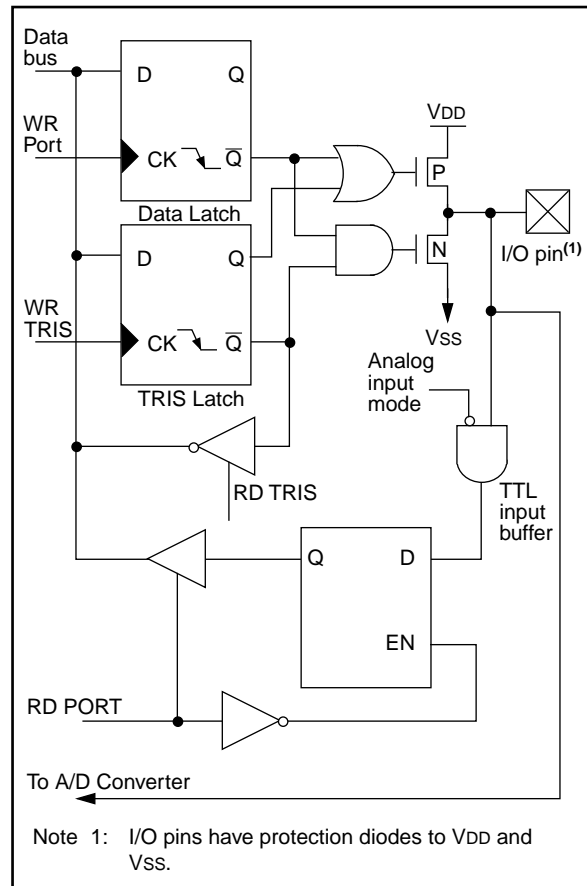 Data
bus
D Q
VDD
WR
Port
CK Q
P
Data Latch
I/O pin(1)
D Q
N
WR
TRIS
CK Q
VSS
TRIS Latch
Analog
input
mode
RD TRIS
TTL
input
buffer
Q D
EN
RD PORT
To A/D Converter
Note 1: I/O pins have protection diodes to VDD and
VSS.